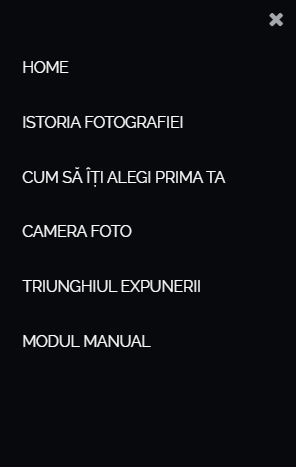 HOME
ISTORIA FOTOGRAFIEI
CUM SĂ ÎȚI ALEGI PRIMA TA
CAMERA FOTO
TRIUNGHIUL EXPUNERII
MODUL MANUAL